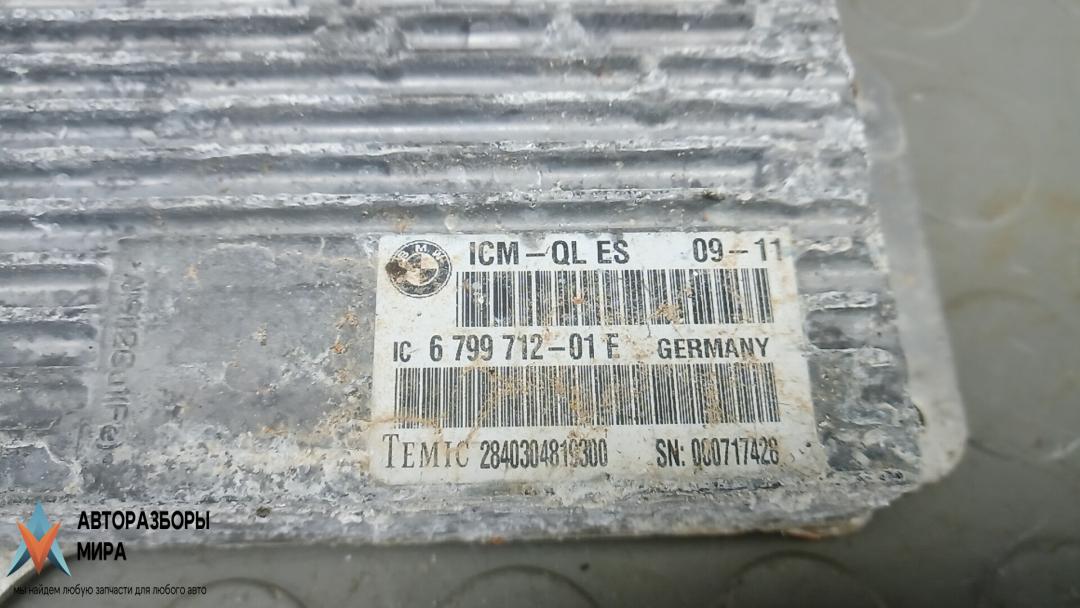 BMW
ICM-QL ES 09-11
IC 6 799 712-01 E GERMANY
TEMIC 2840304819300 SN: 000717428
АВТОРАЗБОРЫ
МИРА
мы найдем любую запчасти для любого авто